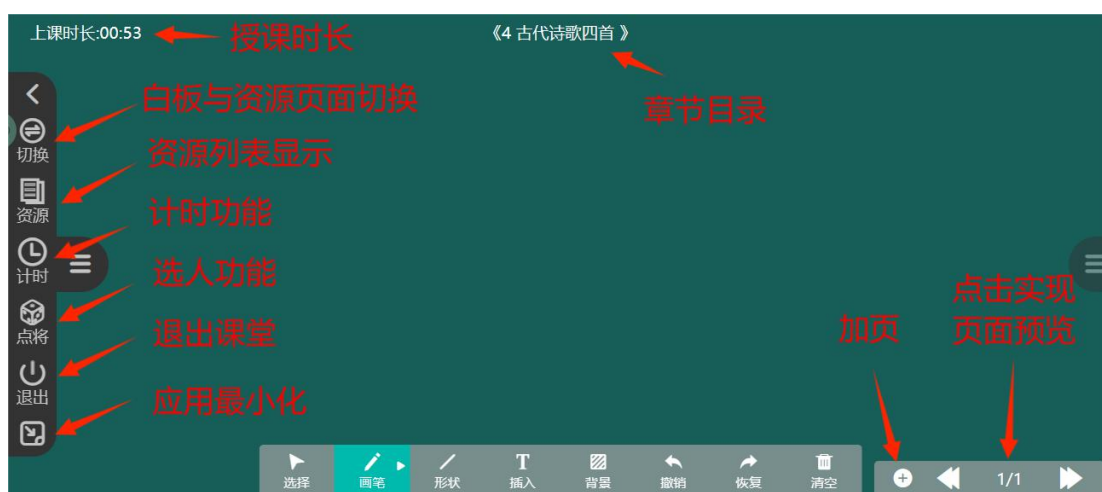 上课时长:00:53
授课时长
《4 古代诗歌四首 》
章节目录
白板与资源页面切换
切换
资源列表显示
资源
计时功能
计时
选人功能
点将
退出课堂
退出
应用最小化
加页
点击实现
页面预览
选择
画笔
形状
T
插入
背景
撤销
恢复
清空
1/1